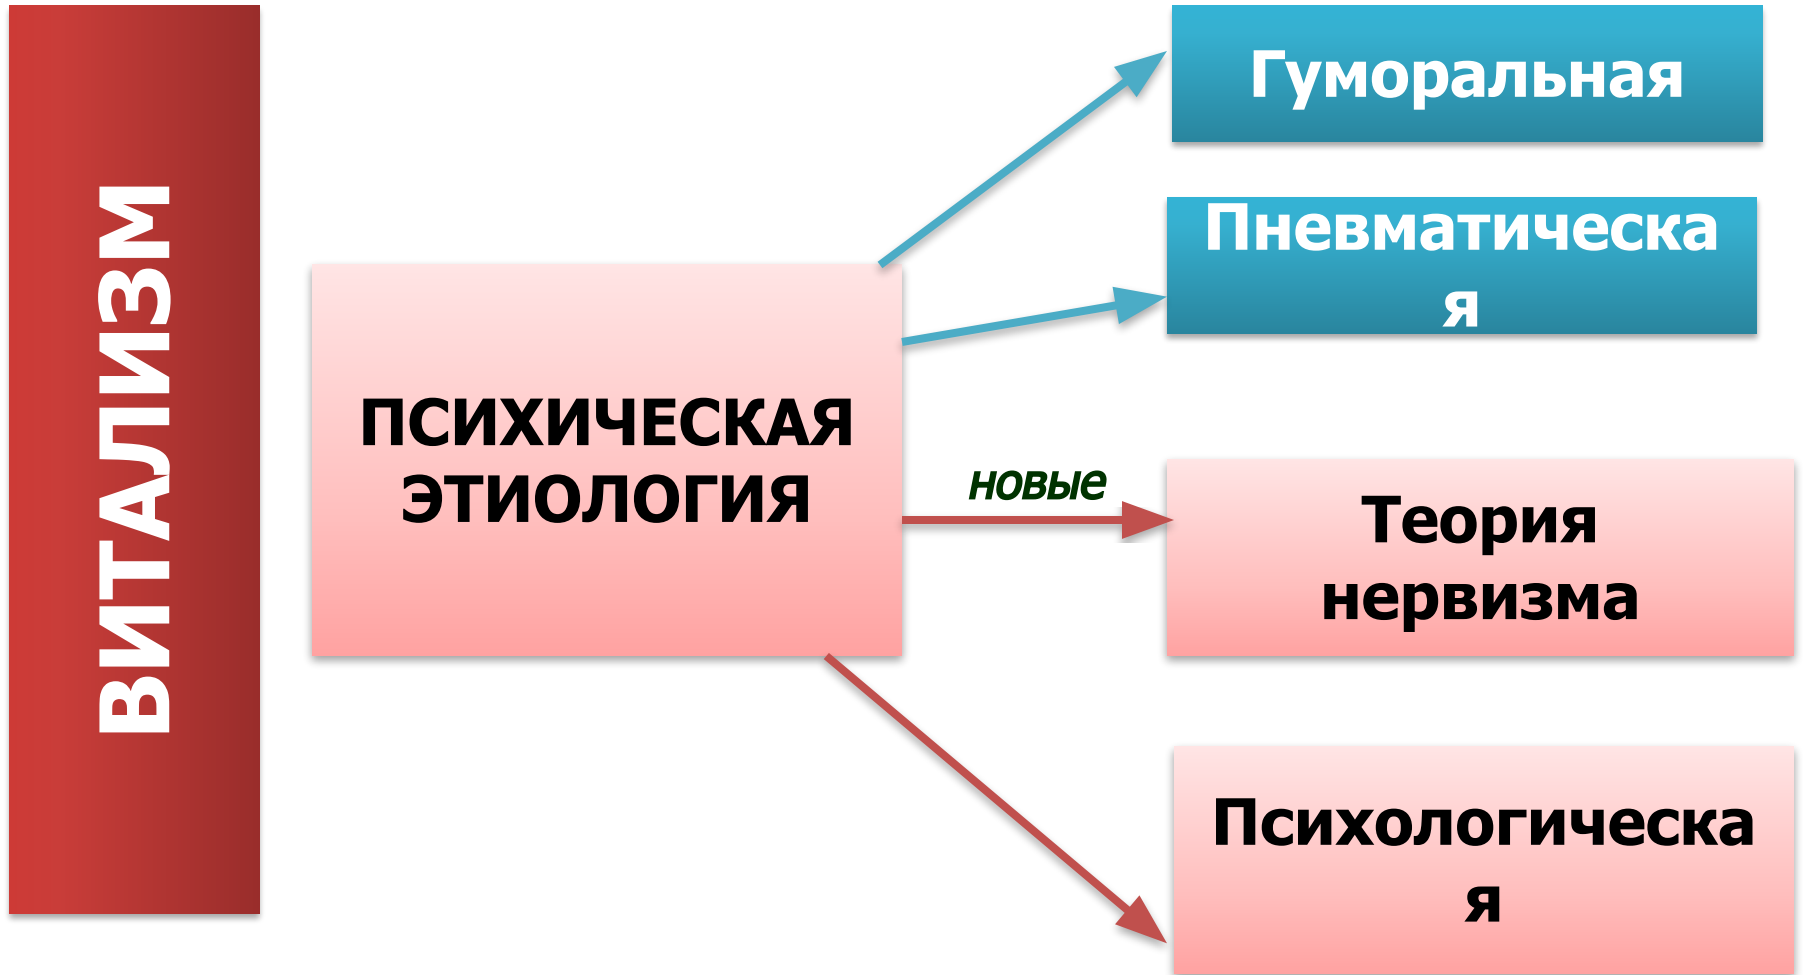 ВИТАЛИЗМ
ПСИХИЧЕСКАЯ
ЭТИОЛОГИЯ
Гуморальная
Пневматическа
я
новые
Теория
нервизма
Психологическа
я